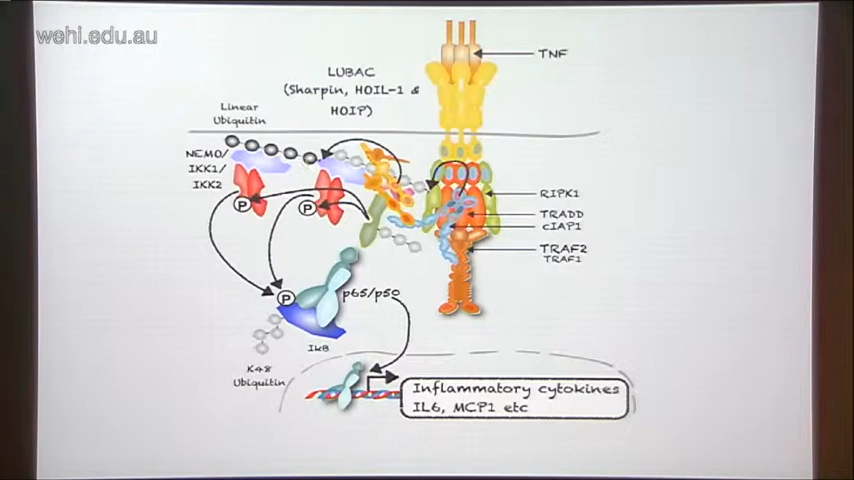 wehi.edu.au
TNF
LUBAC
(Sharpin, HOIL-1 &
HOIP)
Linear
Ubiquitin
NEMO/
IKK1/
IKK2
P
P
RIPK1
TRADD
cIAP1
TRAF2
TRAF1
P
p65/p50
IkB
K48
Ubiquitin
Inflammatory cytokines
IL6, MCP1 etc